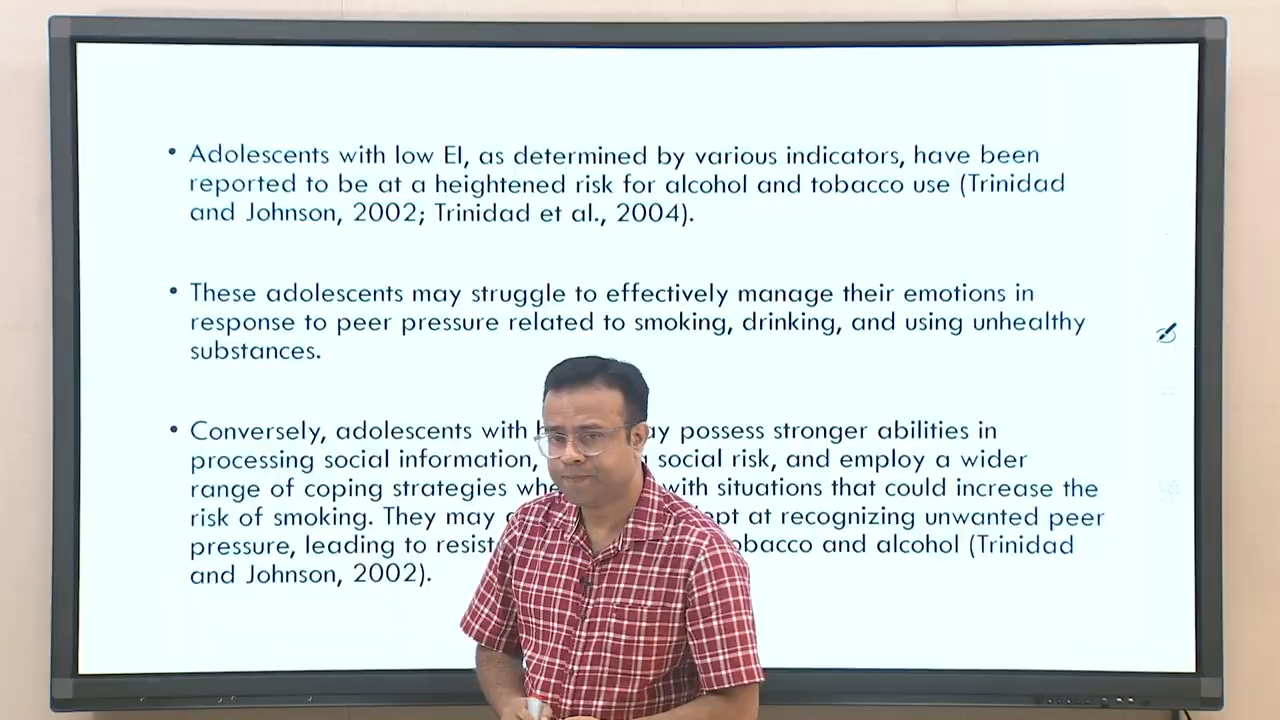 • Adolescents with low EI, as determined by various indicators, have been
reported to be at a heightened risk for alcohol and tobacco use (Trinidad
and Johnson, 2002; Trinidad et al., 2004).
• These adolescents may struggle to effectively manage their emotions in
response to peer pressure related to smoking, drinking, and using unhealthy
substances.
• Conversely, adolescents with possess stronger abilities in
processing social information, social risk, and employ a wider
range of coping strategies with situations that could increase the
risk of smoking. They may at recognizing unwanted peer
pressure, leading to and alcohol (Trinidad
and Johnson, 2002).